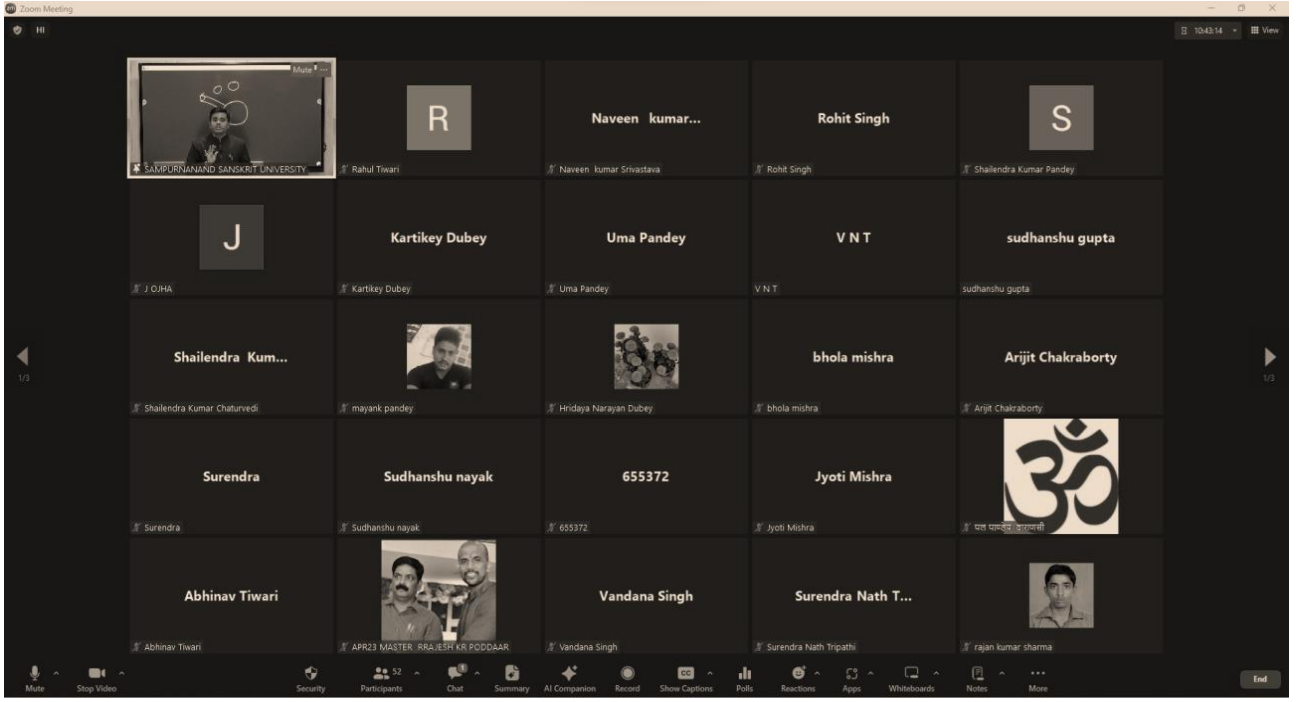 Zoom Meeting
HI
10:43:14
View
Mute
SAMPURNANAND SANSKRIT UNIVERSITY
R
Rahul Tiwari
Naveen kumar...
Naveen kumar Srivastava
Rohit Singh
Rohit Singh
S
Shailendra Kumar Pandey
J
J OJHA
Kartikey Dubey
Kartikey Dubey
Uma Pandey
Uma Pandey
V N T
V N T
sudhanshu gupta
sudhanshu gupta
1/3
Shailendra Kum...
Shailendra Kumar Chaturvedi
mayank pandey
Hridaya Narayan Dubey
bhola mishra
bhola mishra
Arijit Chakraborty
Arijit Chakraborty
1/3
Surendra
Surendra
Sudhanshu nayak
Sudhanshu nayak
655372
655372
Jyoti Mishra
Jyoti Mishra
ॐ
वाराणसी
Abhinav Tiwari
Abhinav Tiwari
APR23 MASTER RRAJESH KR PODDAAR
Vandana Singh
Vandana Singh
Surendra Nath T...
Surendra Nath Tripathi
rajan kumar sharma
Mute
Stop Video
Security
52
Participants
1
Chat
Summary
AI Companion
Record
CC
Show Captions
Polls
Reactions
Apps
Whiteboards
Notes
More
End